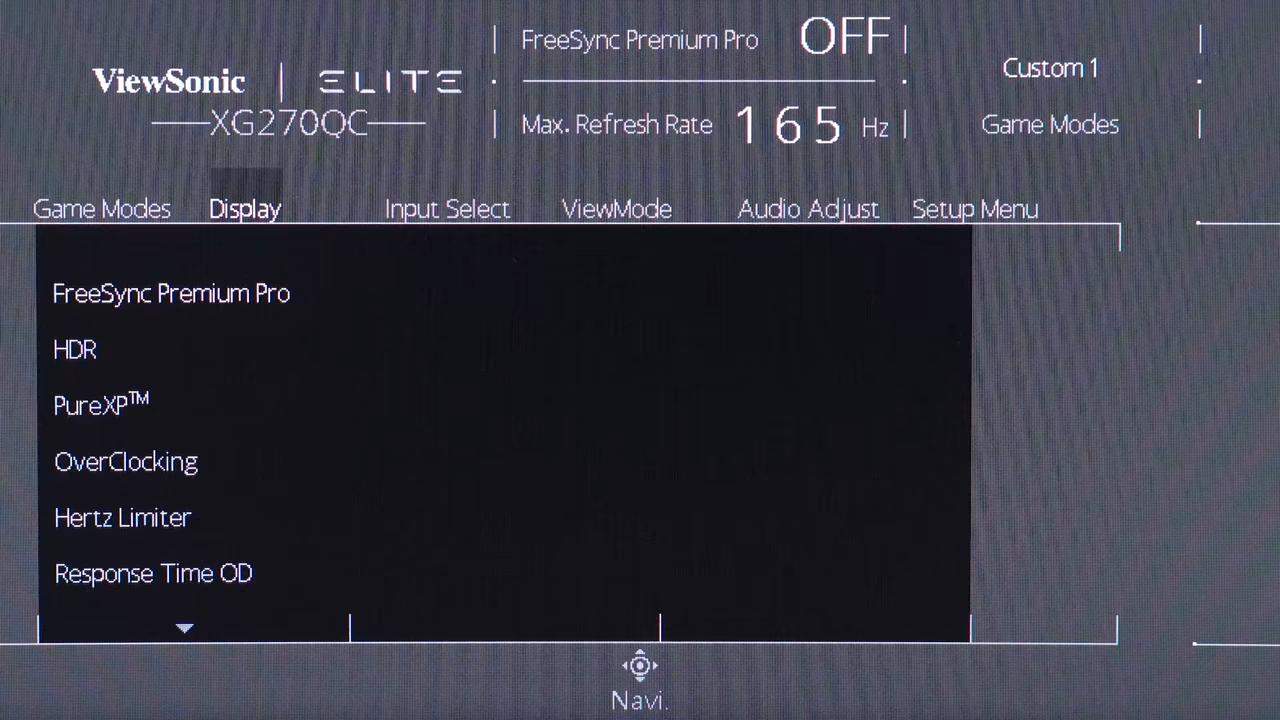 ViewSonic | ELITE
XG270QC
FreeSync Premium Pro OFF
Max. Refresh Rate 165 Hz
Custom 1
Game Modes
Game Modes Display Input Select ViewMode Audio Adjust Setup Menu
FreeSync Premium Pro
HDR
PureXP™
OverClocking
Hertz Limiter
Response Time OD
Navi.